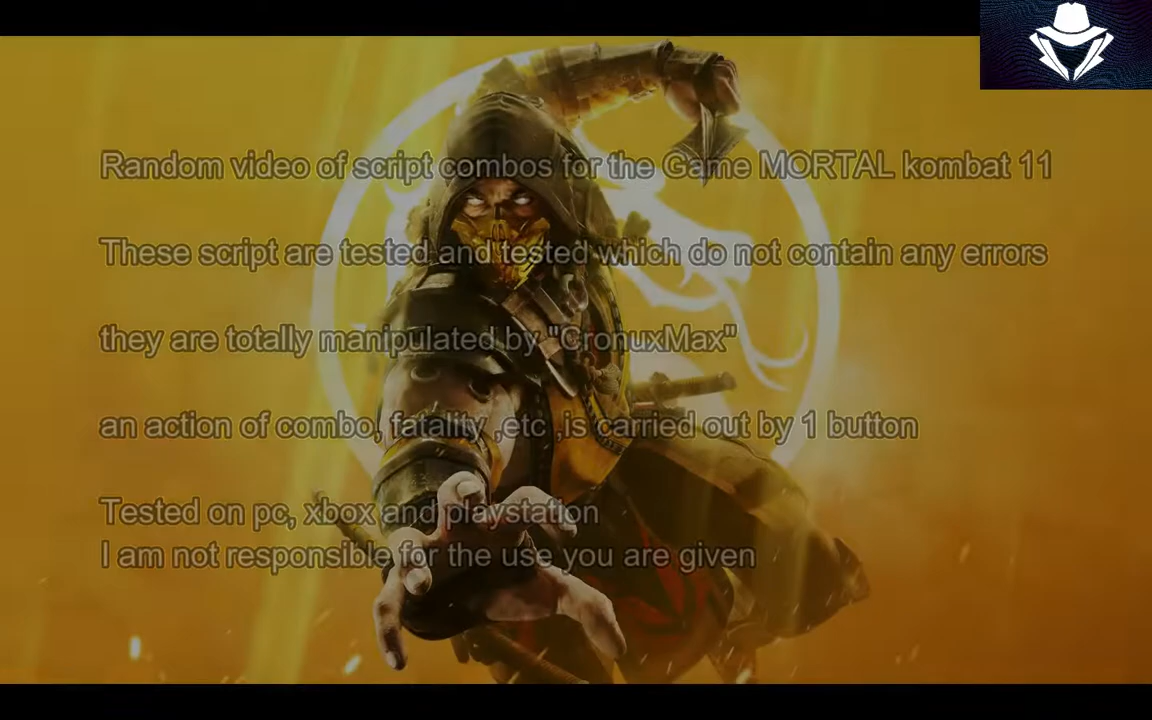 Random video of script combos for the Game MORTAL kombat 11
These script are tested and tested which do not contain any errors
they are totally manipulated by "CronuxMax"
an action of combo, fatality ,etc ,is carried out by 1 button
Tested on pc, xbox and playstation
I am not responsible for the use you are given